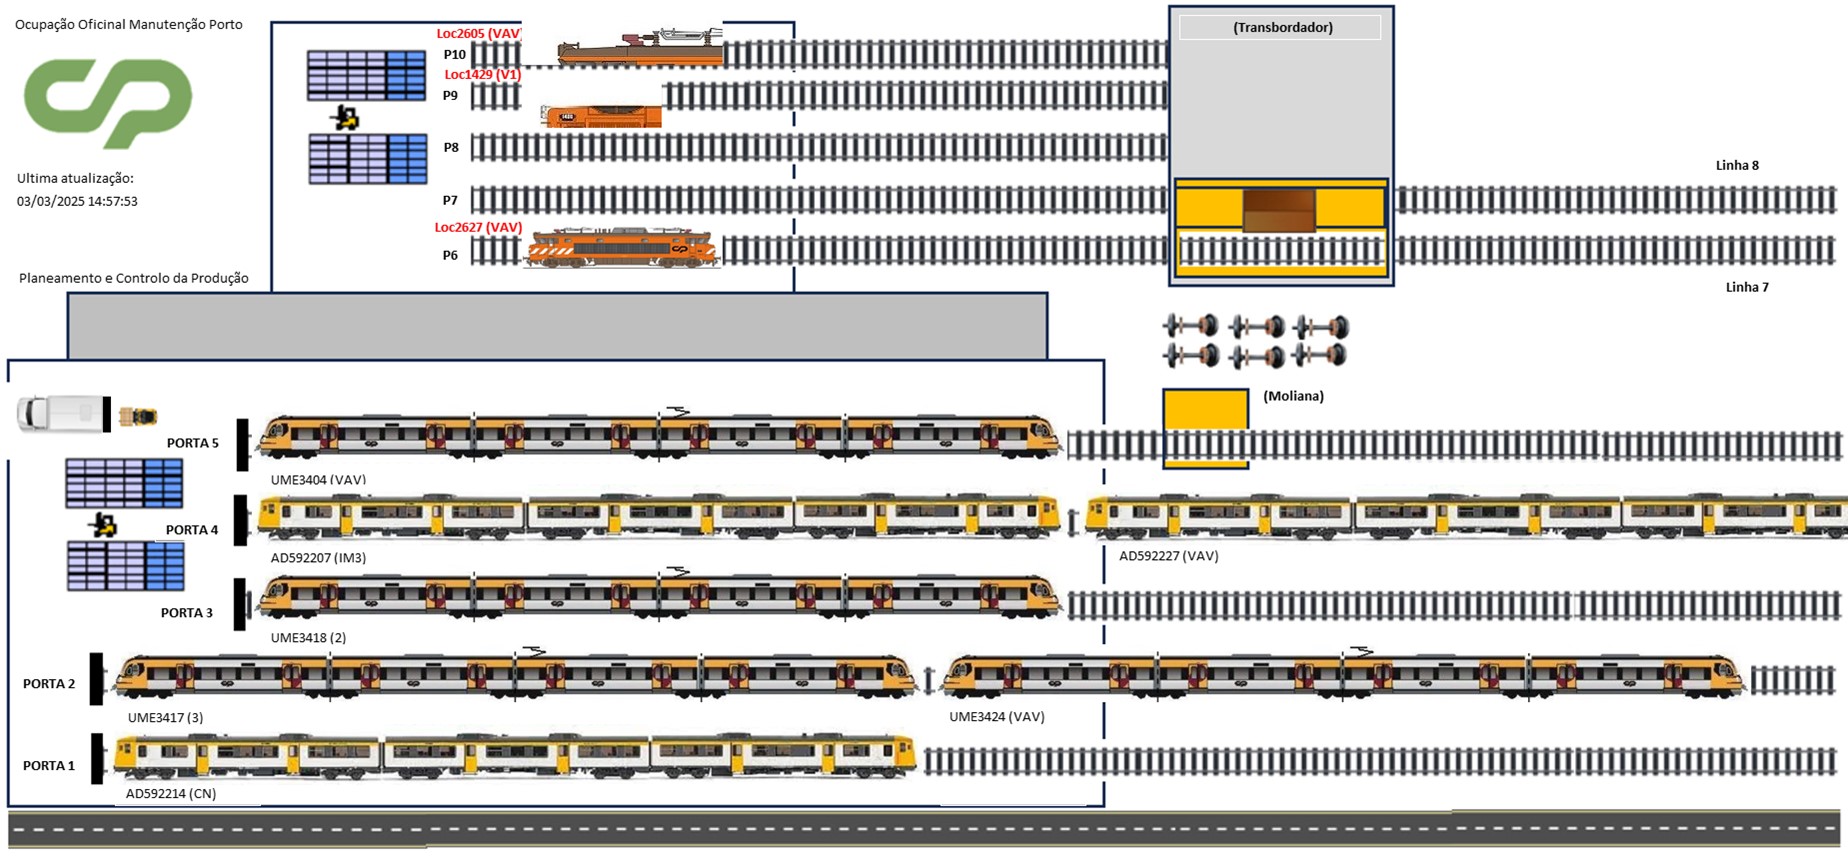 Ocupação Oficinal Manutenção Porto
Loc2605 (VAV)
P10
Loc1429 (V1)
P9
P8
P7
Loc2627 (VAV)
P6
(Transbordador)
Linha 8
Linha 7
Ultima atualização:
03/03/2025 14:57:53
Planeamento e Controlo da Produção
(Moliana)
PORTA 5
UME3404 (VAV)
PORTA 4
AD592207 (IM3)
AD592227 (VAV)
PORTA 3
UME3418 (2)
PORTA 2
UME3417 (3)
UME3424 (VAV)
PORTA 1
AD592214 (CN)